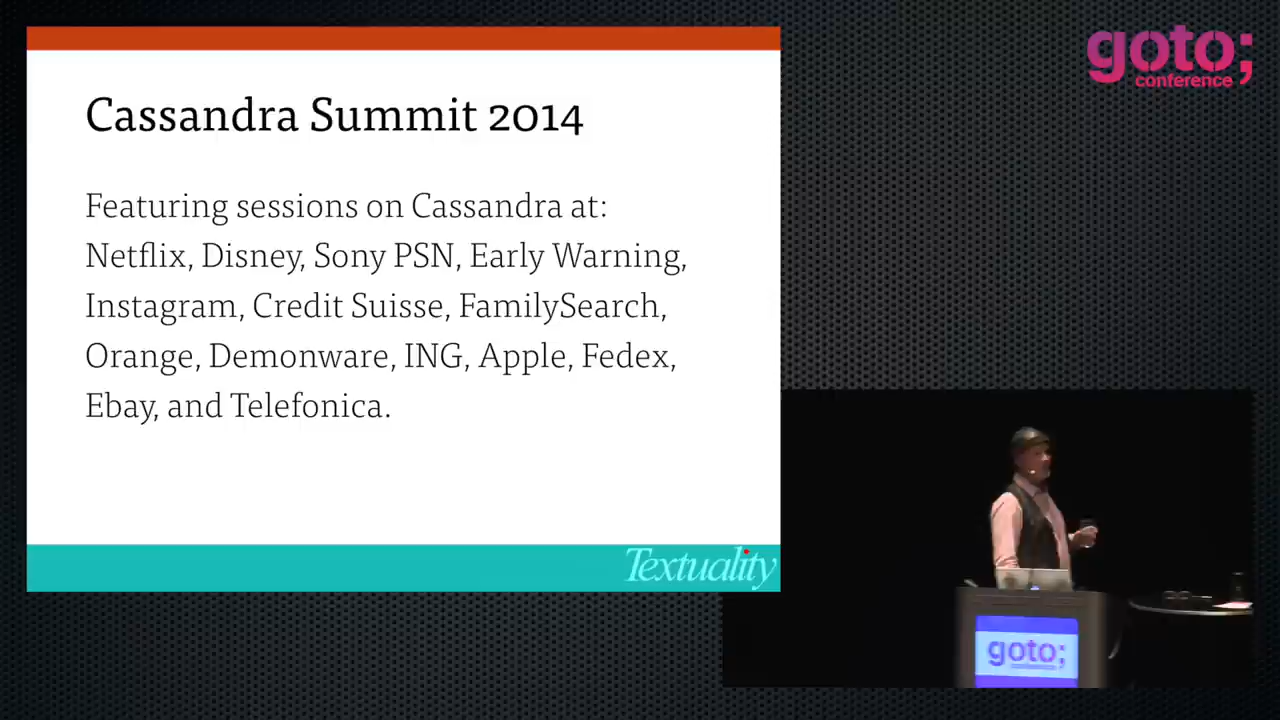 goto;
conference
Cassandra Summit 2014
Featuring sessions on Cassandra at:
Netflix, Disney, Sony PSN, Early Warning,
Instagram, Credit Suisse, FamilySearch,
Orange, Demonware, ING, Apple, Fedex,
Ebay, and Telefonica.
Textuality
goto;
conference